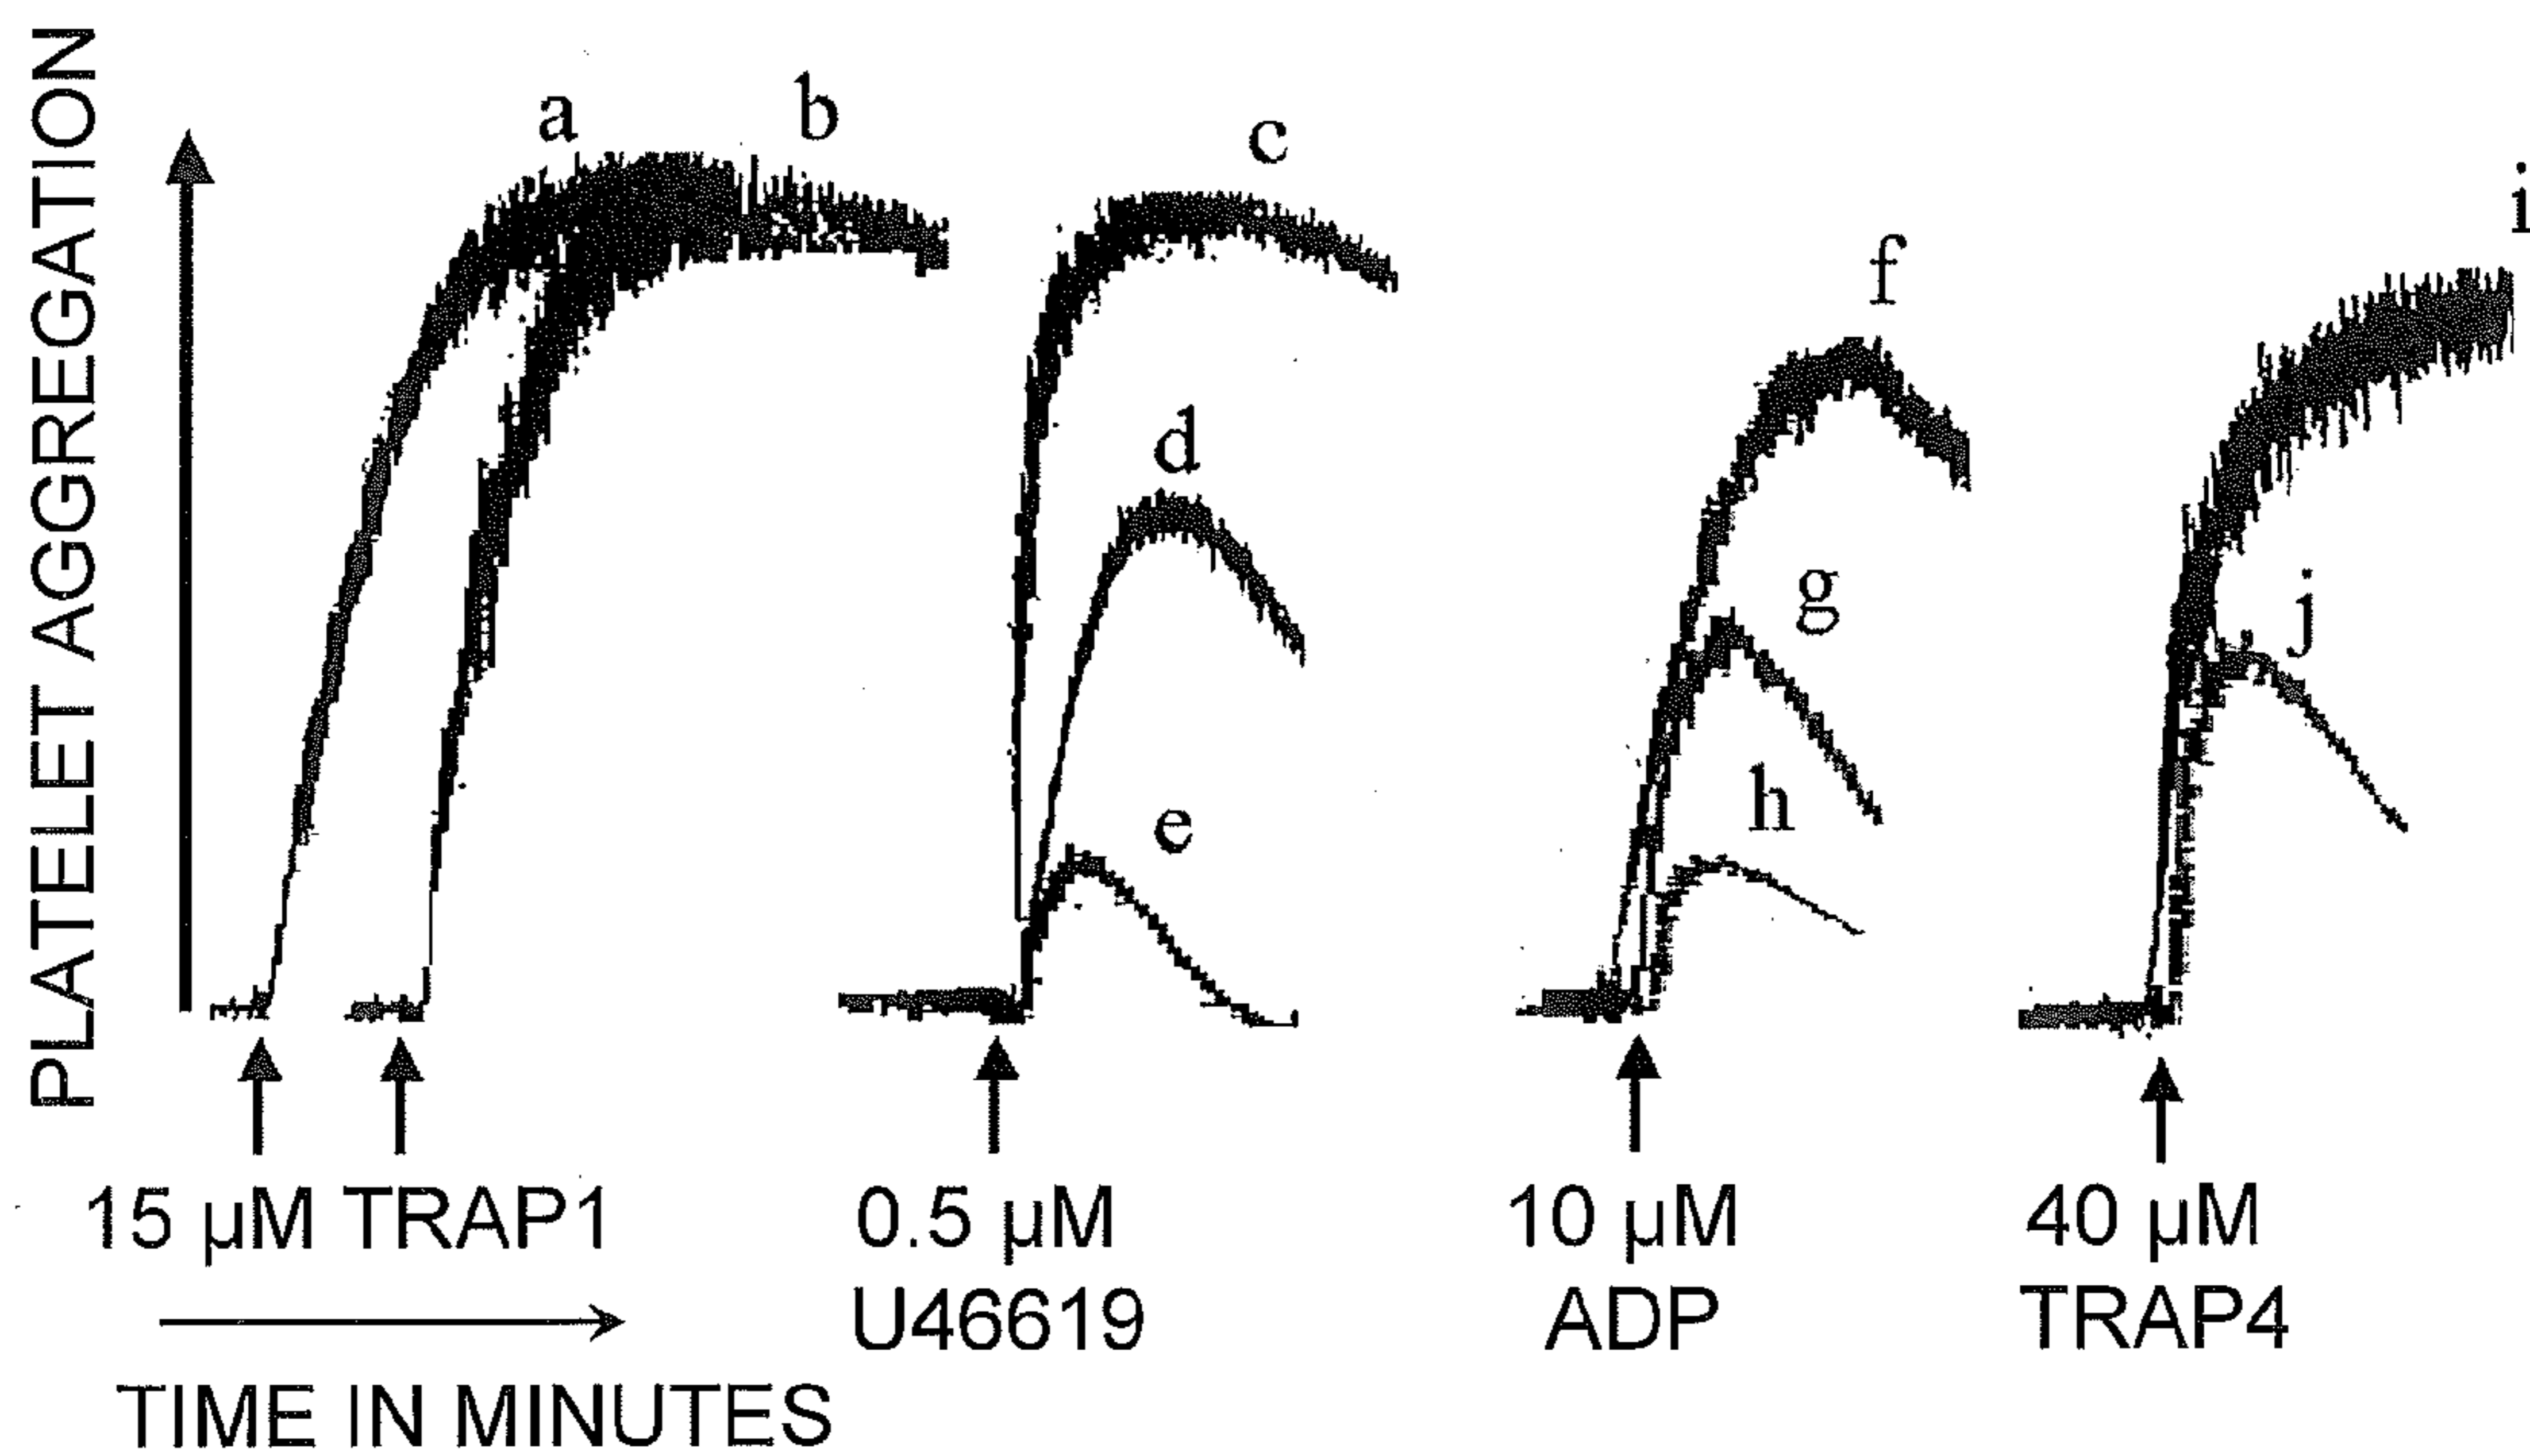 PLATELET AGGREGATION
a
b
c
d
e
f
g
h
i
j
15 µM TRAP1
0.5 µM
U46619
10 µM
ADP
40 µM
TRAP4
TIME IN MINUTES